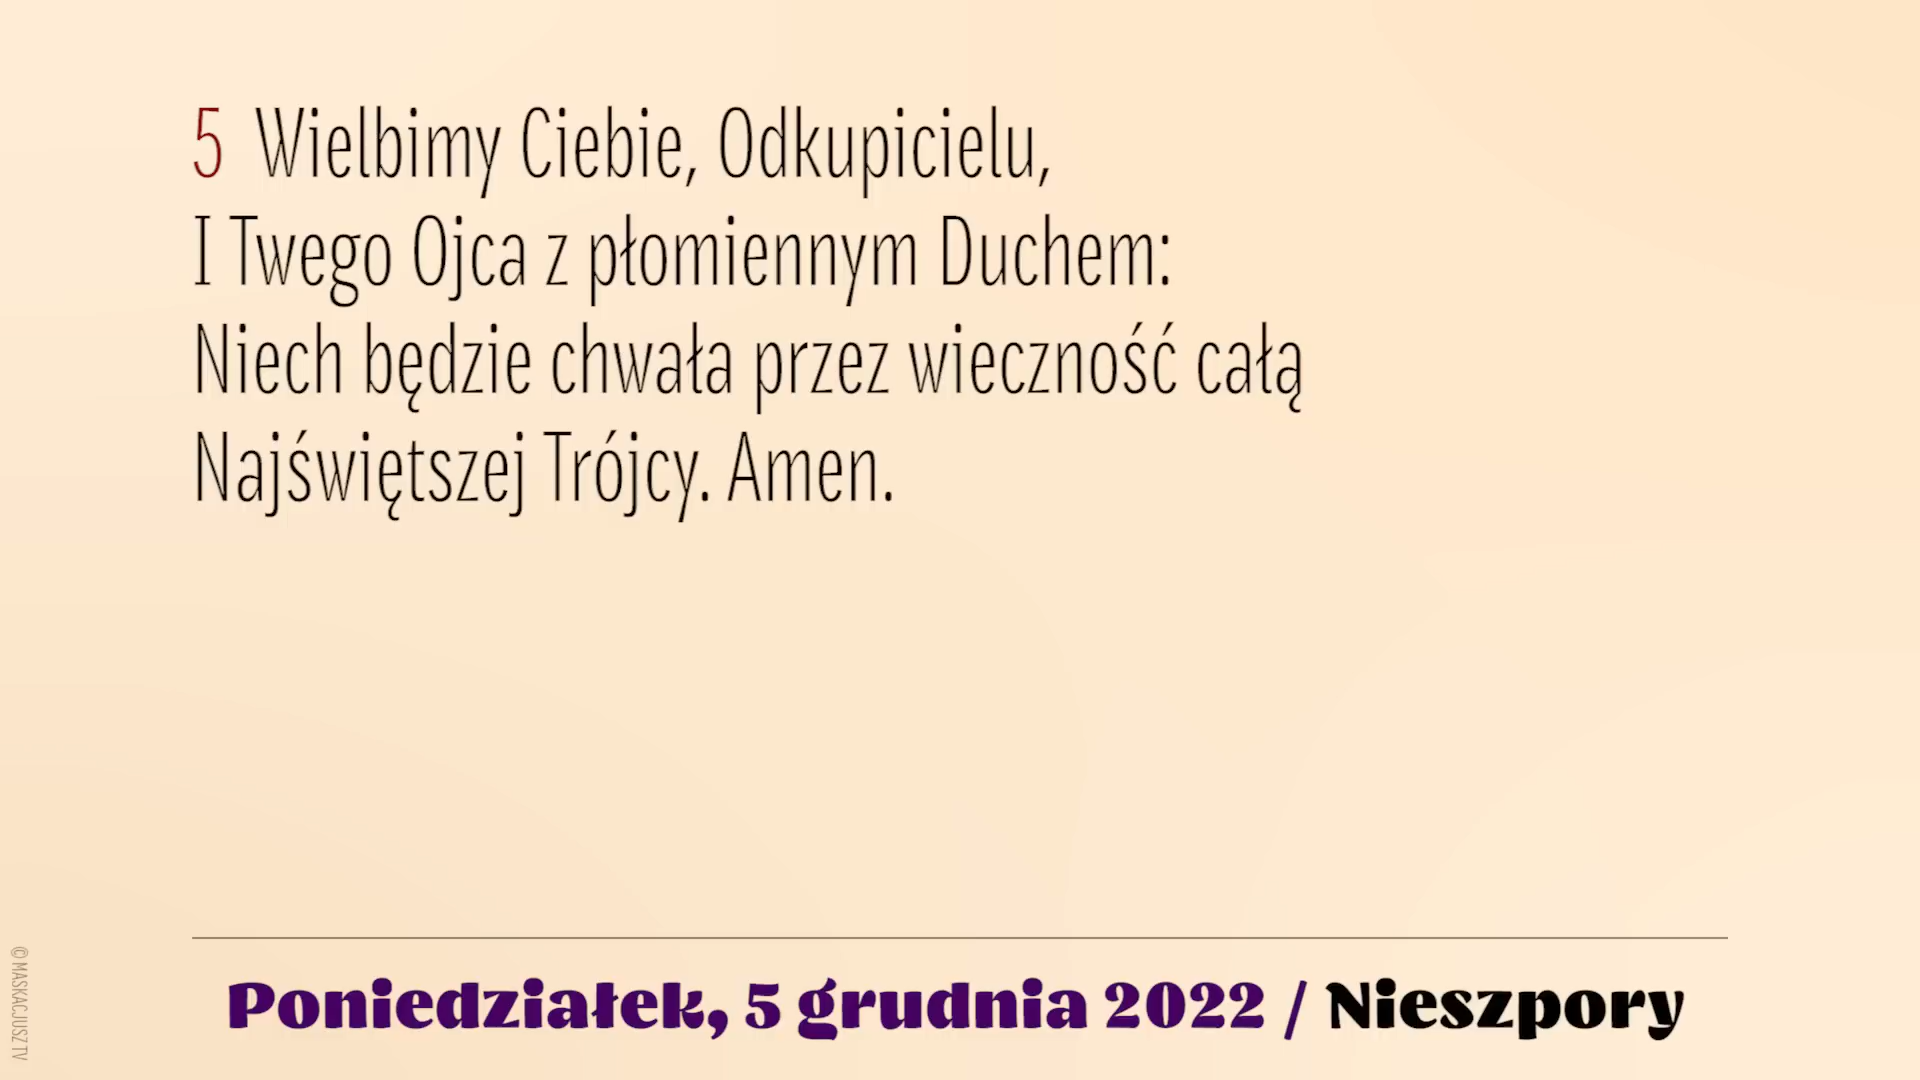 5 Wielbimy Ciebie, Odkupicielu,
I Twego Ojca z płomiennym Duchem:
Niech będzie chwała przez wieczność całą
Najświętszej Trójcy. Amen.
Poniedziałek, 5 grudnia 2022 / Nieszpory
© MASKACJUSZ TV